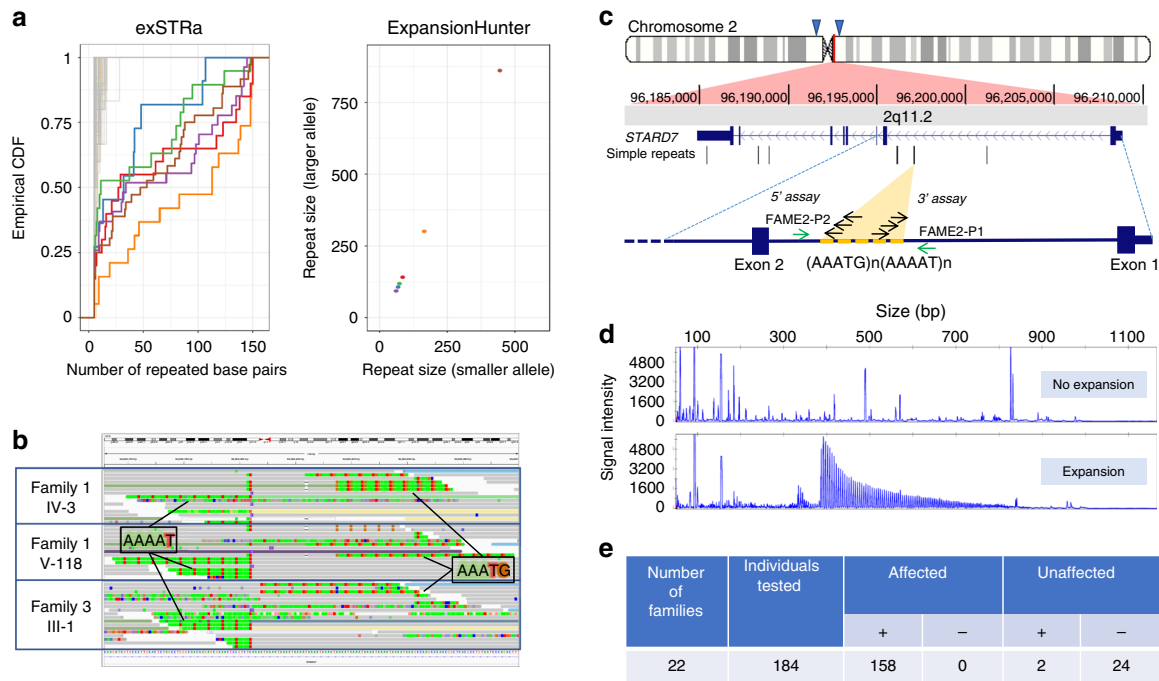 a
exSTRa
Empirical CDF
1
0.75
0.50
0.25
0
0 50 100 150
Number of repeated base pairs
ExpansionHunter
Repeat size (larger allele)
750
500
250
0
0 250 500
Repeat size (smaller allele)
b
Family 1
IV-3
Family 1
V-118
Family 3
III-1
AAAAT
AAATG
c
Chromosome 2
96,185,000 96,190,000 96,195,000 96,200,000 96,205,000 96,210,000
2q11.2
STARD7
Simple repeats
5' assay
3' assay
FAME2-P2
FAME2-P1
Exon 2
(AAATG)n(AAAAT)n
Exon 1
d
Size (bp)
100 300 500 700 900 1100
Signal intensity
4800
3200
1600
0
No expansion
4800
3200
1600
0
Expansion
e
Number of families
Individuals tested
Affected
Unaffected
+ − + −
22 184 158 0 2 24